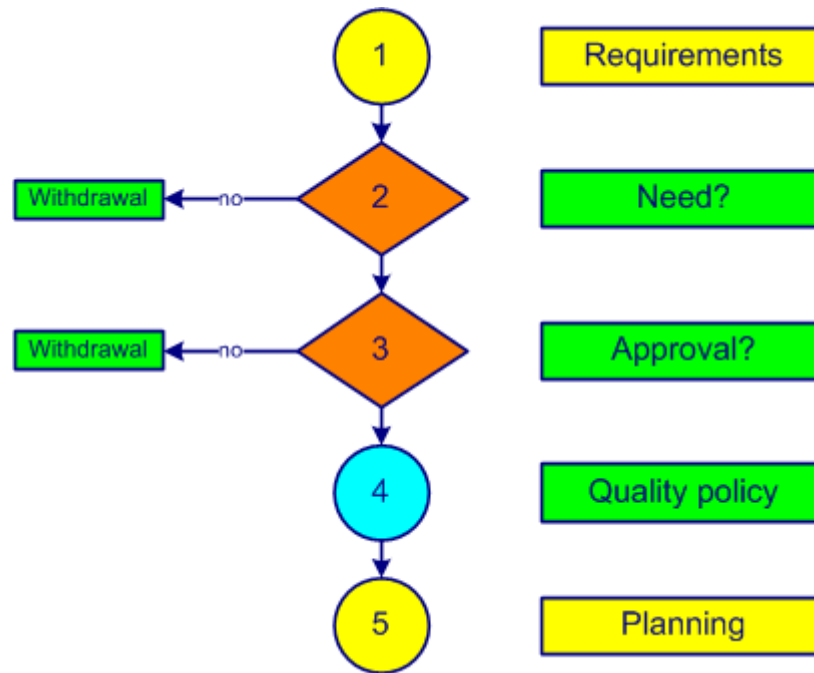 1
Requirements
Withdrawal
no
2
Need?
Withdrawal
no
3
Approval?
4
Quality policy
5
Planning